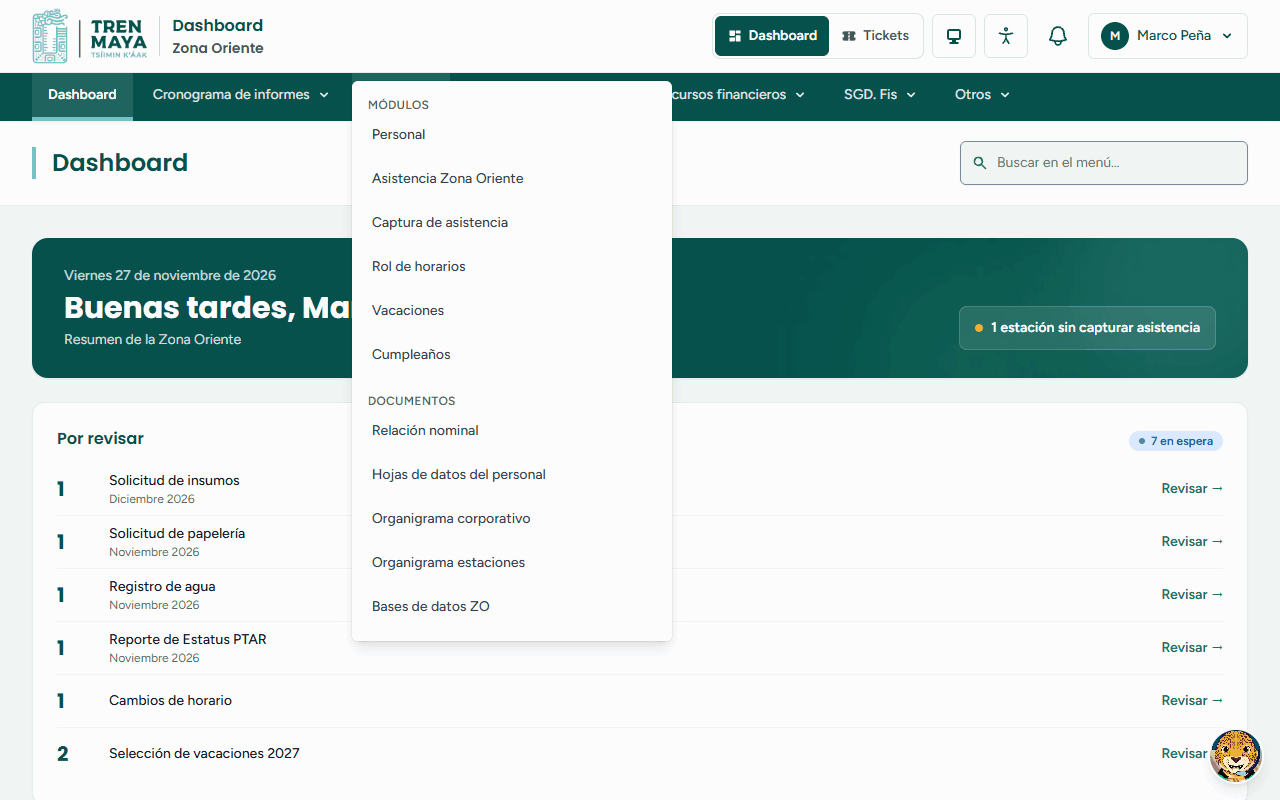 TREN
MAYA
TSÍIMIN K'ÁAK
Dashboard
Zona Oriente
Dashboard
Tickets
M
Marco Peña
Dashboard
Cronograma de informes
cursos financieros
SGD. Fis
Otros
MÓDULOS
Personal
Asistencia Zona Oriente
Captura de asistencia
Rol de horarios
Vacaciones
Cumpleaños
DOCUMENTOS
Relación nominal
Hojas de datos del personal
Organigrama corporativo
Organigrama estaciones
Bases de datos ZO
Dashboard
Buscar en el menú...
Viernes 27 de noviembre de 2026
Buenas tardes, Mar
Resumen de la Zona Oriente
1 estación sin capturar asistencia
Por revisar
7 en espera
1 Solicitud de insumos
Diciembre 2026
Revisar →
1 Solicitud de papelería
Noviembre 2026
Revisar →
1 Registro de agua
Noviembre 2026
Revisar →
1 Reporte de Estatus PTAR
Noviembre 2026
Revisar →
1 Cambios de horario
Revisar →
2 Selección de vacaciones 2027
Revisar